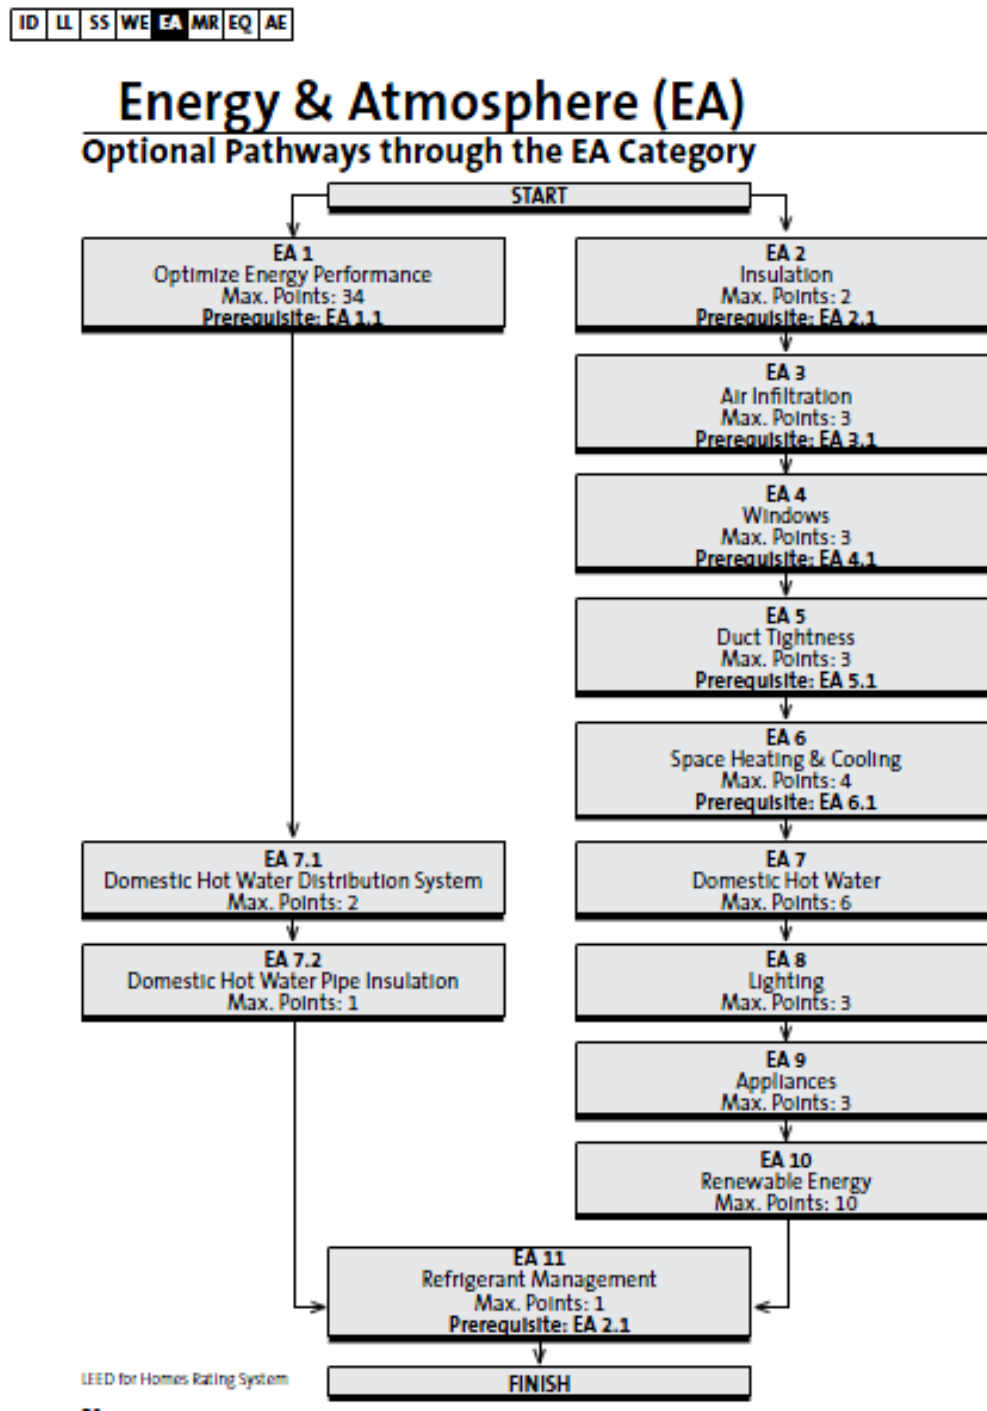 ID LL SS WE EA MR EQ AE
Energy & Atmosphere (EA)
Optional Pathways through the EA Category
START
EA 1
Optimize Energy Performance
Max. Points: 34
Prerequisite: EA 1.1
EA 2
Insulation
Max. Points: 2
Prerequisite: EA 2.1
EA 3
Air Infiltration
Max. Points: 3
Prerequisite: EA 3.1
EA 4
Windows
Max. Points: 3
Prerequisite: EA 4.1
EA 5
Duct Tightness
Max. Points: 3
Prerequisite: EA 5.1
EA 6
Space Heating & Cooling
Max. Points: 4
Prerequisite: EA 6.1
EA 7.1
Domestic Hot Water Distribution System
Max. Points: 2
EA 7
Domestic Hot Water
Max. Points: 6
EA 7.2
Domestic Hot Water Pipe Insulation
Max. Points: 1
EA 8
Lighting
Max. Points: 3
EA 9
Appliances
Max. Points: 3
EA 10
Renewable Energy
Max. Points: 10
EA 11
Refrigerant Management
Max. Points: 1
Prerequisite: EA 2.1
FINISH
LEED for Homes Rating System